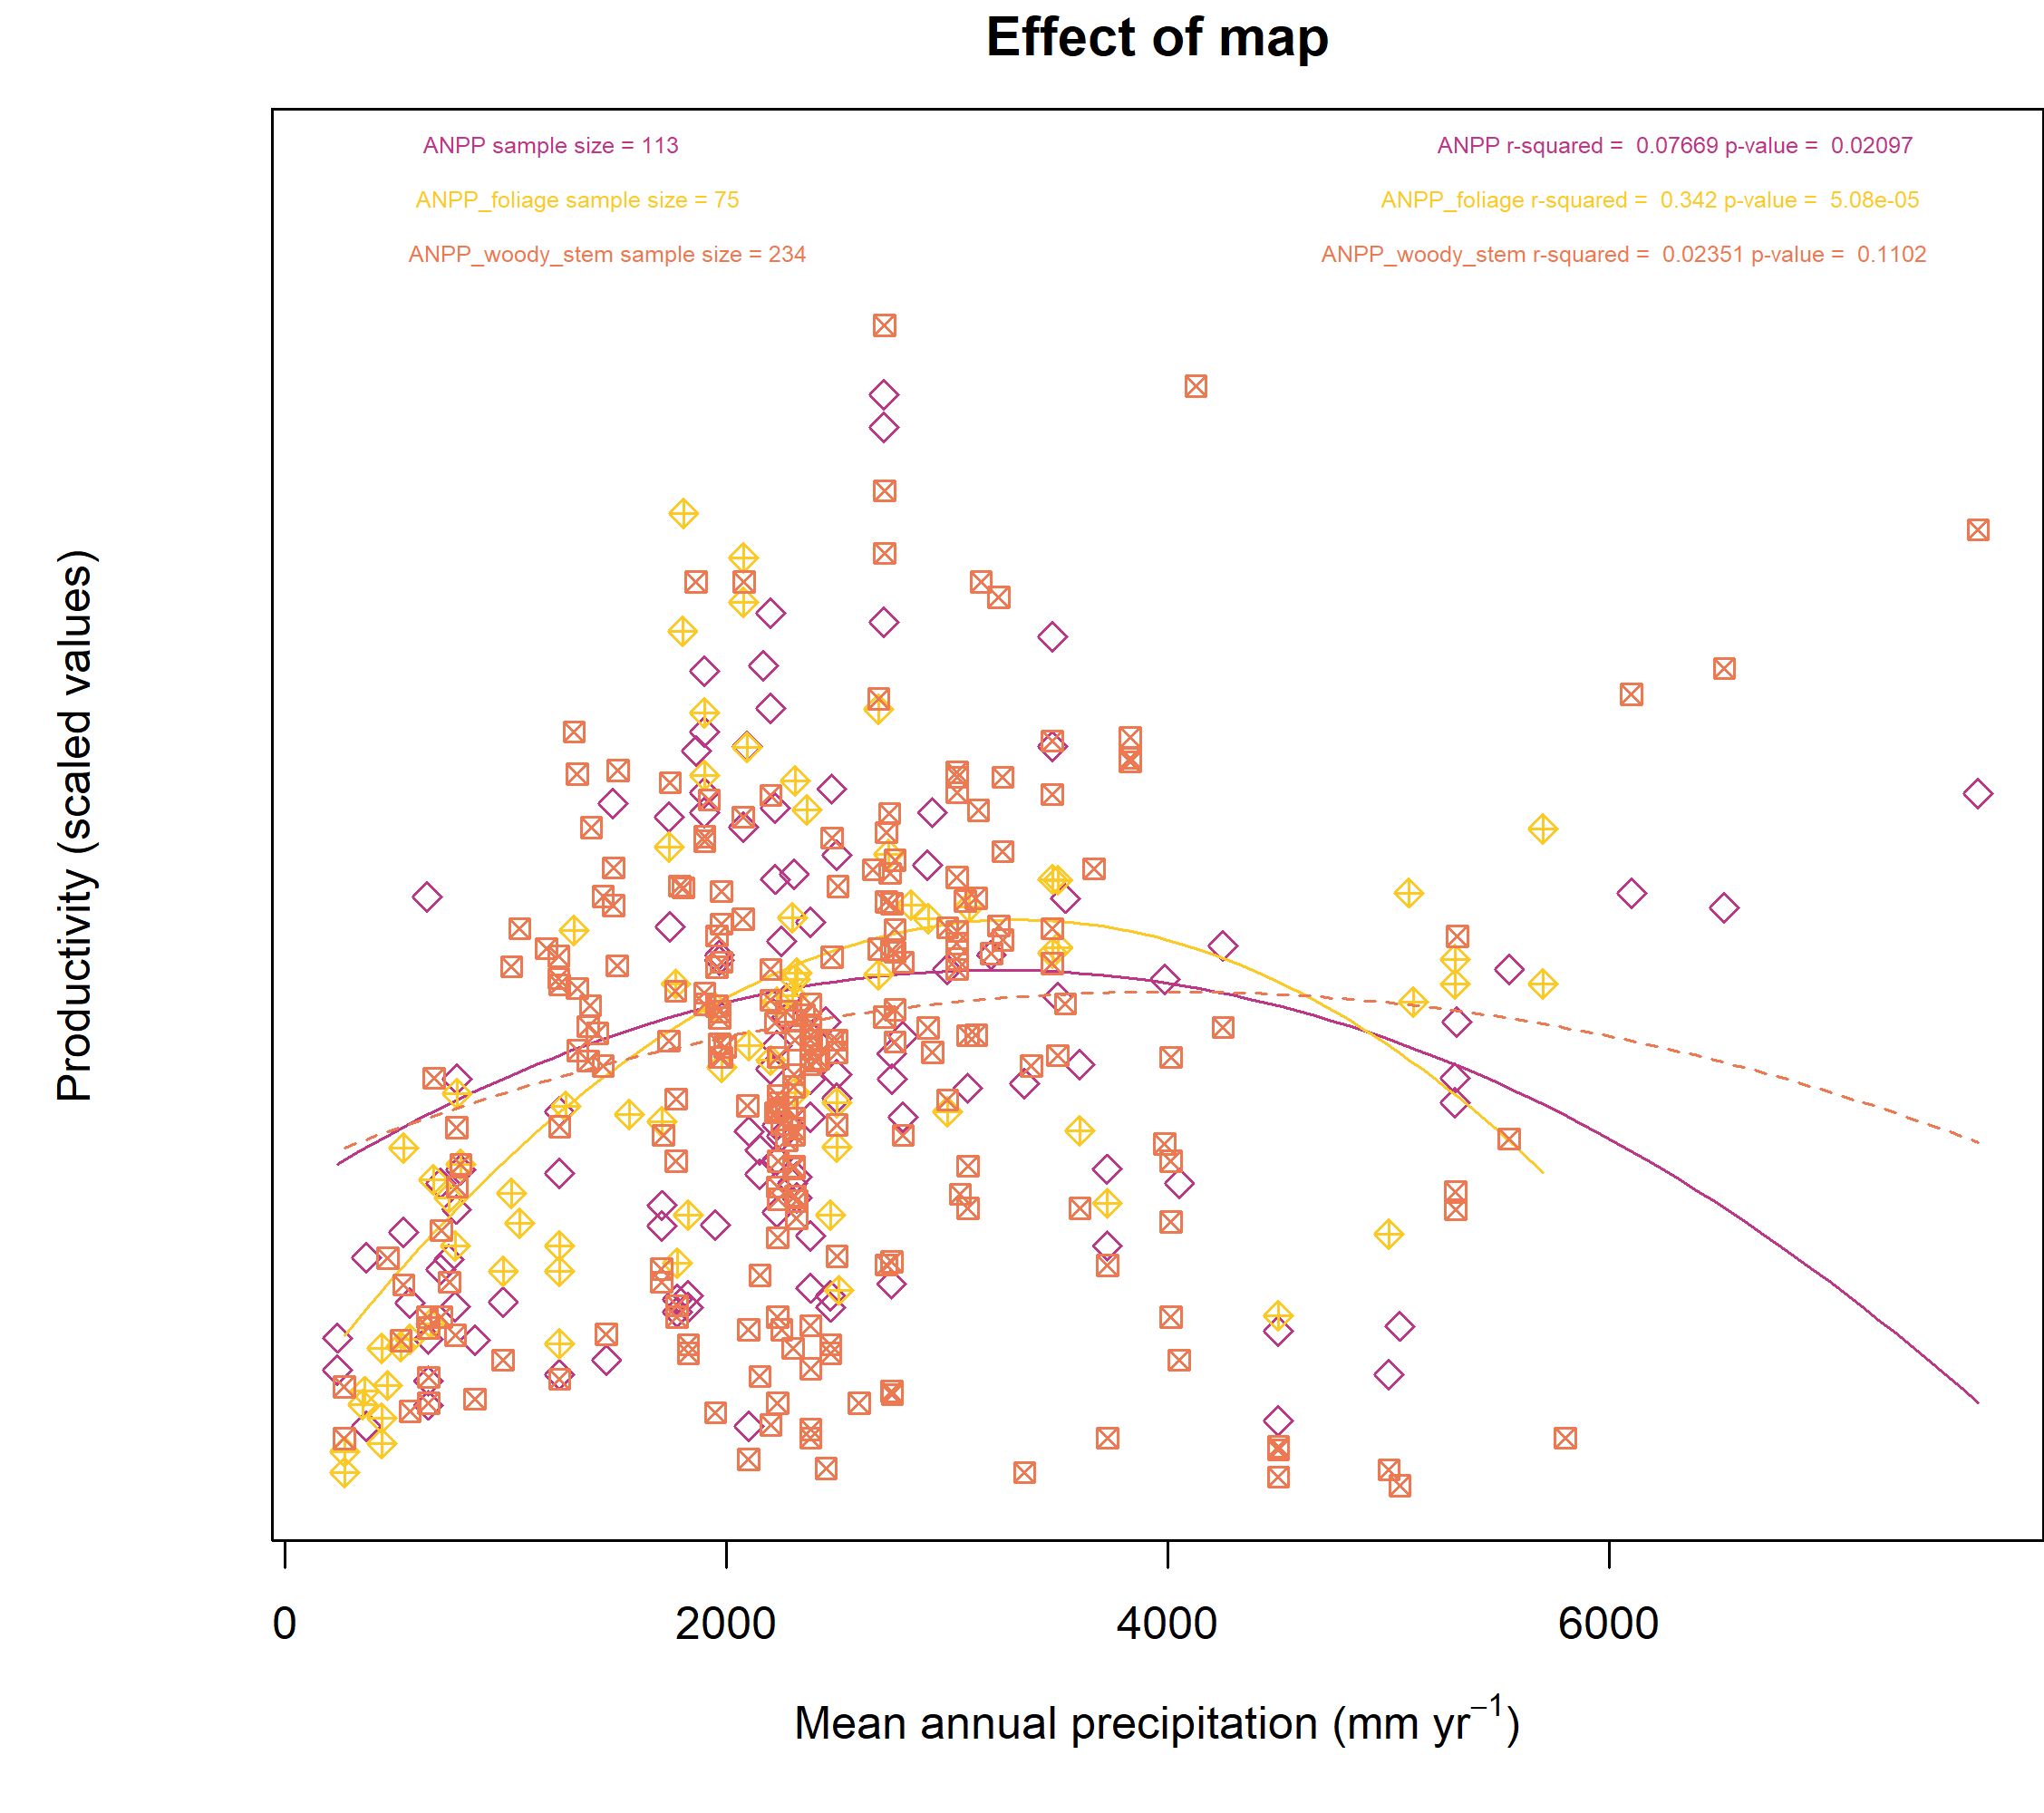 Effect of map
ANPP sample size = 113
ANPP r-squared =  0.07669 p-value =  0.02097
ANPP_foliage sample size = 75
ANPP_foliage r-squared =  0.342 p-value =  5.08e-05
ANPP_woody_stem sample size = 234
ANPP_woody_stem r-squared =  0.02351 p-value =  0.1102
Productivity (scaled values)
0 2000 4000 6000
Mean annual precipitation (mm yr⁻¹)